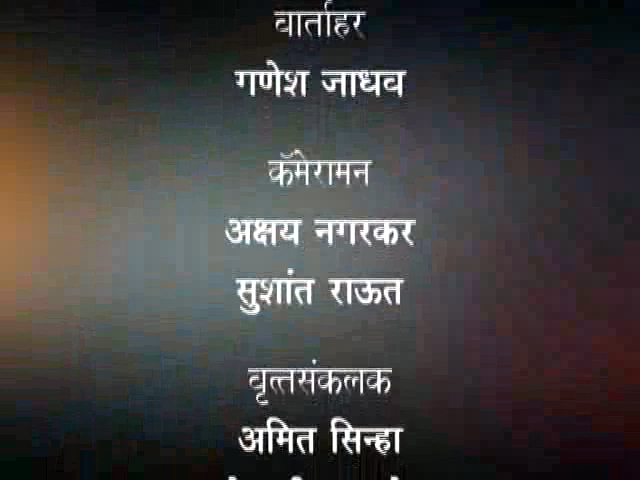 वार्ताहर
गणेश जाधव
कॅमेरामन
अक्षय नगरकर
सुशांत राऊत
वृत्तसंकलक
अमित सिन्हा